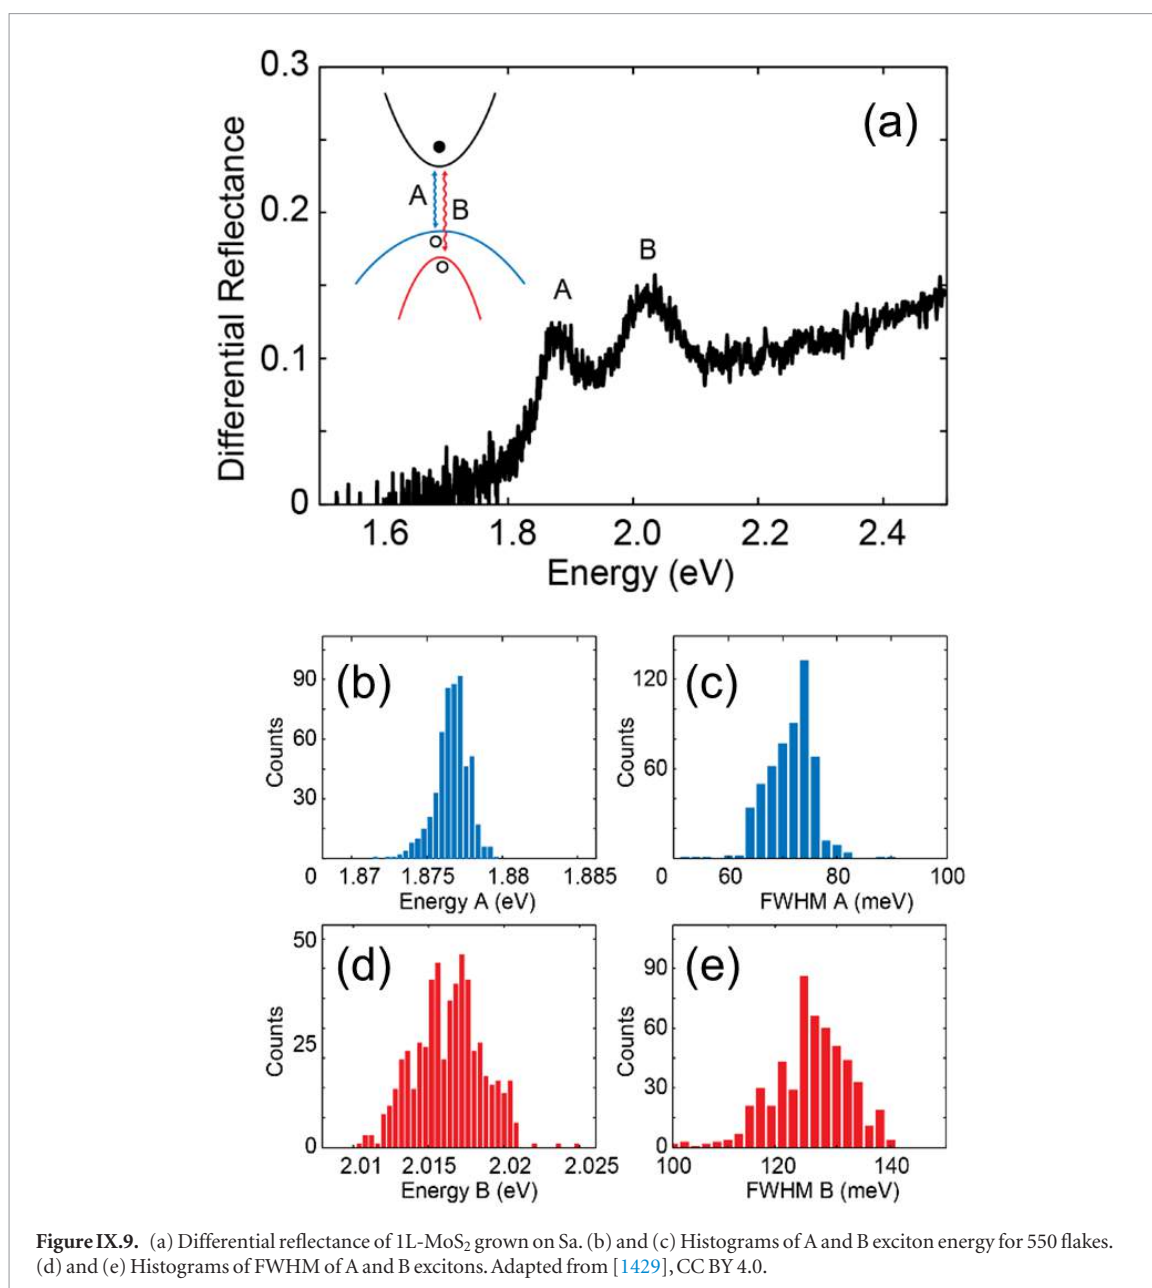 0.3
(a)
Differential Reflectance
0.2
0.1
0
A
B
A
B
1.6 1.8 2.0 2.2 2.4
Energy (eV)
(b)
Counts
90
60
30
0 1.87 1.875 1.88 1.885
Energy A (eV)
(c)
Counts
120
60
0 60 80 100
FWHM A (meV)
(d)
Counts
50
25
0
2.01 2.015 2.02 2.025
Energy B (eV)
(e)
Counts
90
60
30
0
100 120 140
FWHM B (meV)
Figure IX.9. (a) Differential reflectance of 1L-MoS₂ grown on Sa. (b) and (c) Histograms of A and B exciton energy for 550 flakes.
(d) and (e) Histograms of FWHM of A and B excitons. Adapted from [1429], CC BY 4.0.